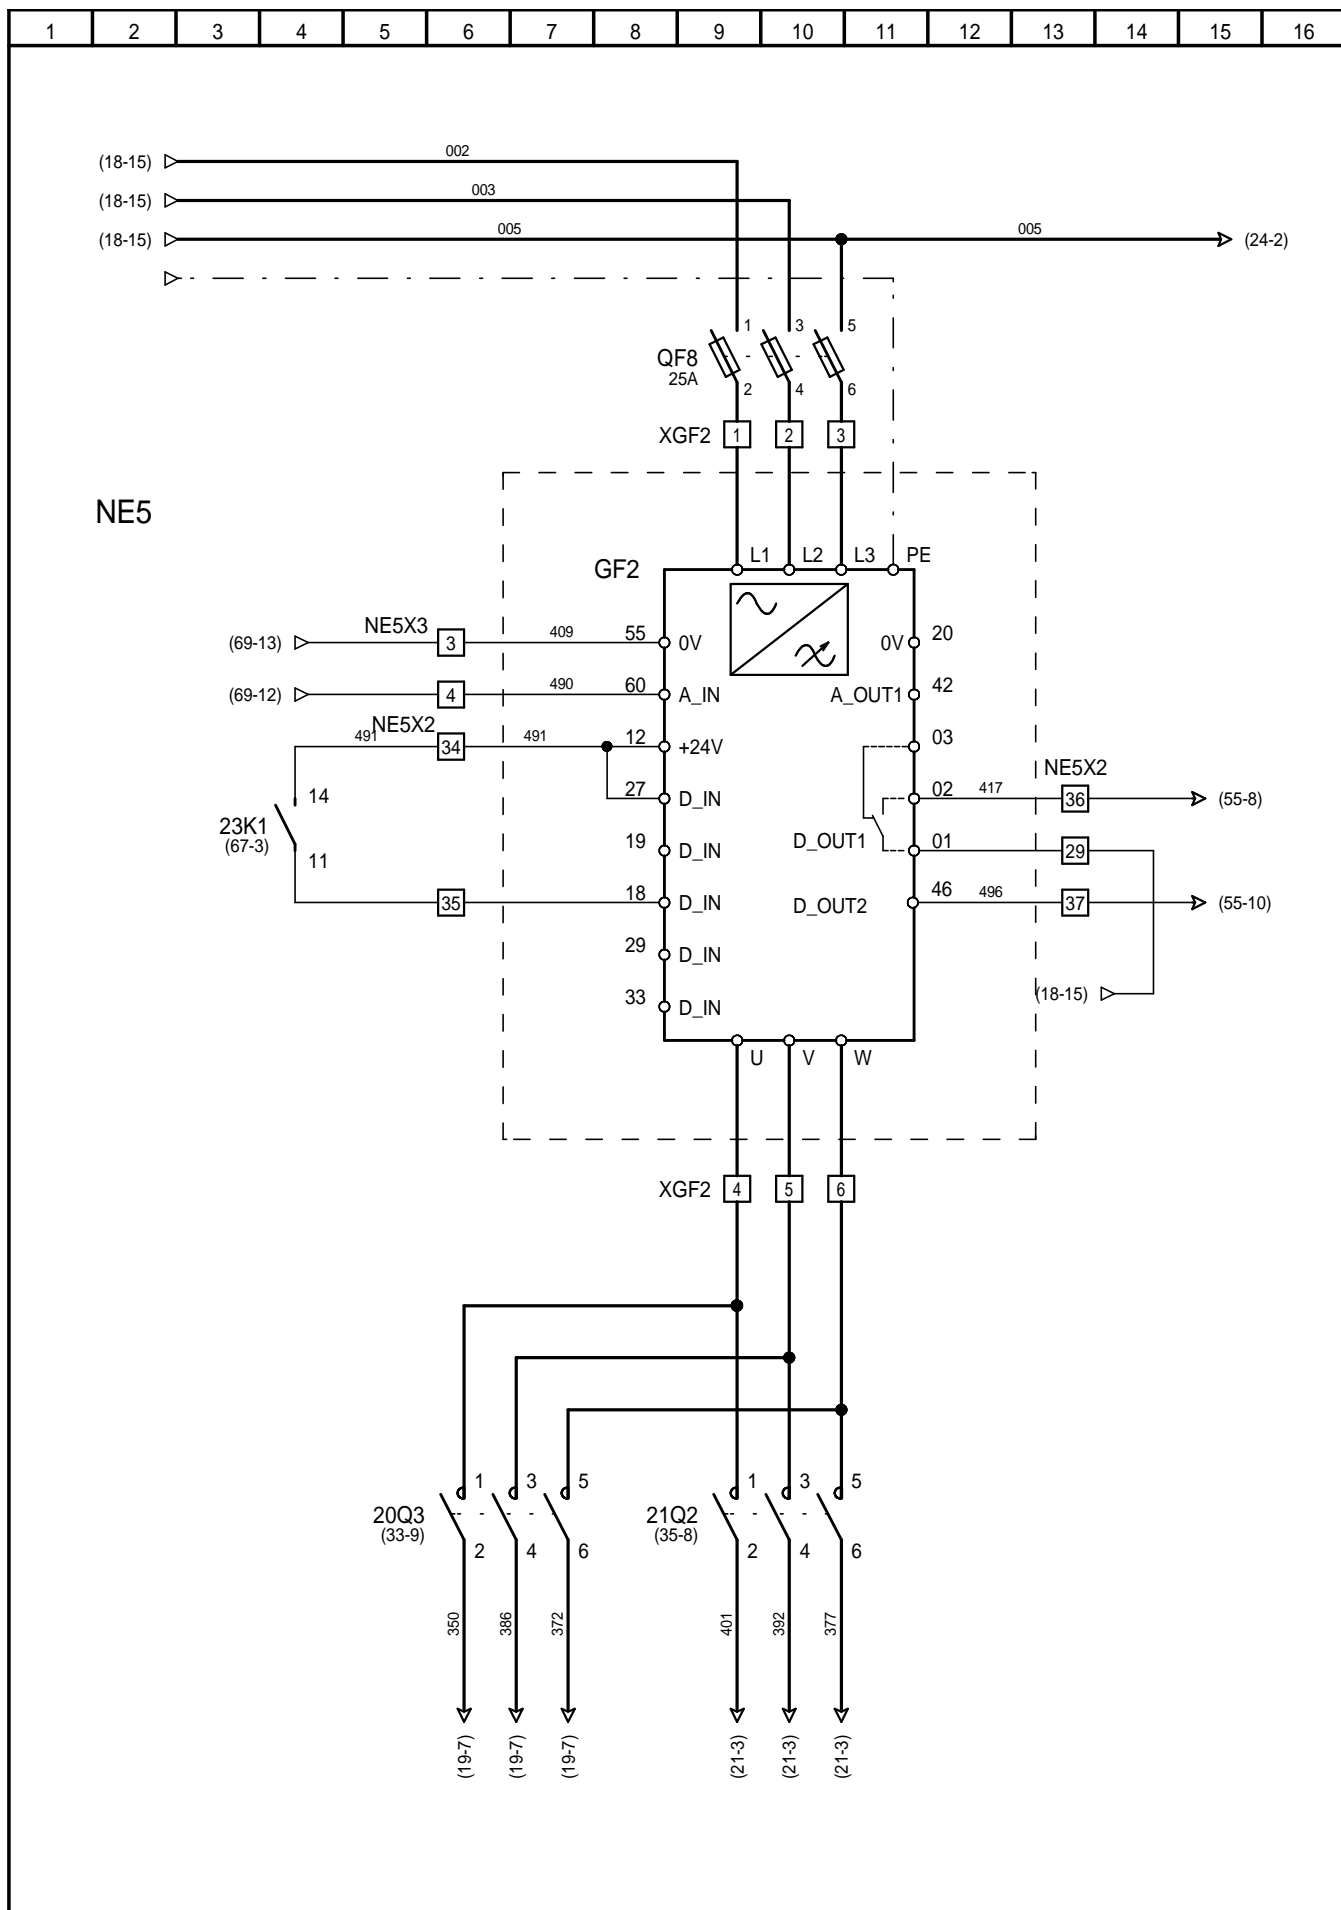 1 2 3 4 5 6 7 8 9 10 11 12 13 14 15 16
002
(18-15)
003
(18-15)
005 005
(18-15) (24-2)
1 3 5
QF8
25A
2 4 6
XGF2 1 2 3
NE5
L1 L2 L3 PE
GF2
NE5X3 409 55 20
(69-13) 3 0V 0V
490 60 42
(69-12) 4 A_IN A_OUT1
NE5X2
491 34 491 12 +24V 03
NE5X2
14 27 D_IN 02 417 36 (55-8)
23K1
(67-3)
11 19 D_IN D_OUT1 01 29
35 18 D_IN D_OUT2 46 496 37 (55-10)
29 D_IN
(18-15)
33 D_IN
U V W
XGF2 4 5 6
1 3 5 1 3 5
20Q3 21Q2
(33-9) (35-8)
2 4 6 2 4 6
350 386 372 401 392 377
(19-7) (19-7) (19-7) (21-3) (21-3) (21-3)